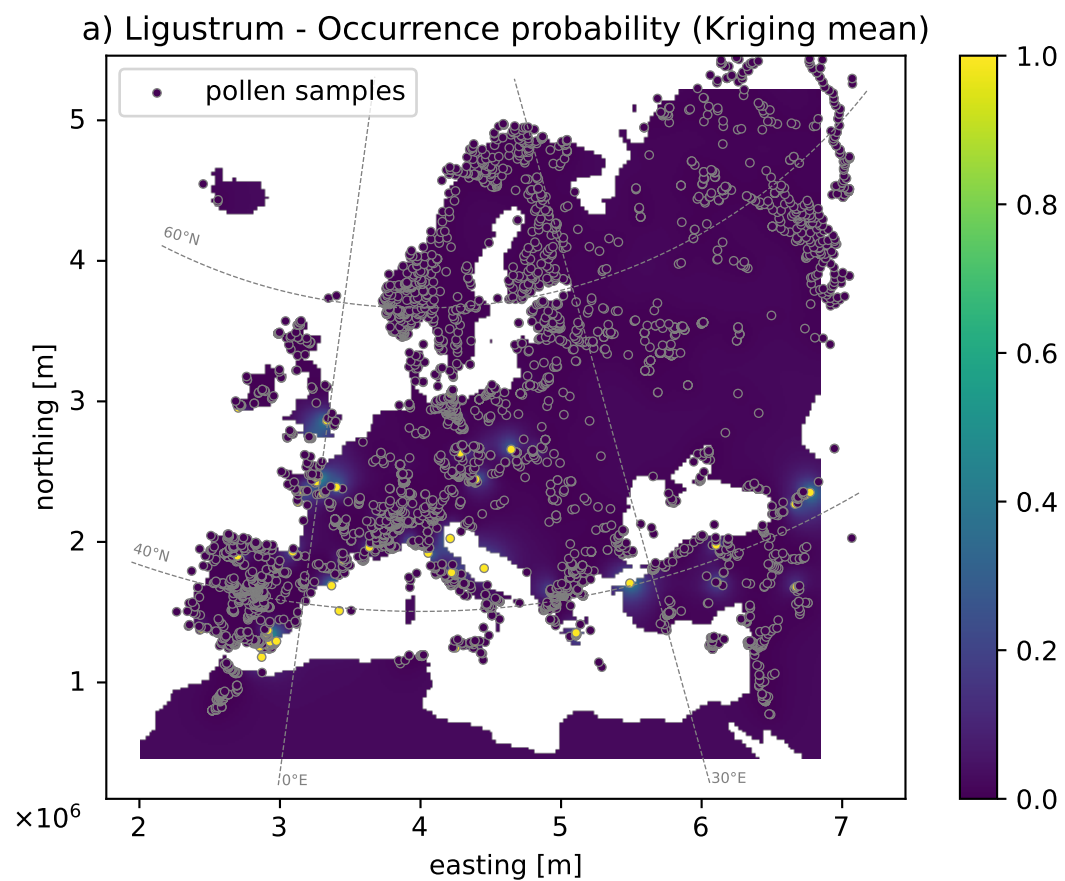 a) Ligustrum - Occurrence probability (Kriging mean)
pollen samples
60°N
40°N
0°E
30°E
5
4
3
2
1
northing [m]
×10⁶
2 3 4 5 6 7
easting [m]
1.0
0.8
0.6
0.4
0.2
0.0